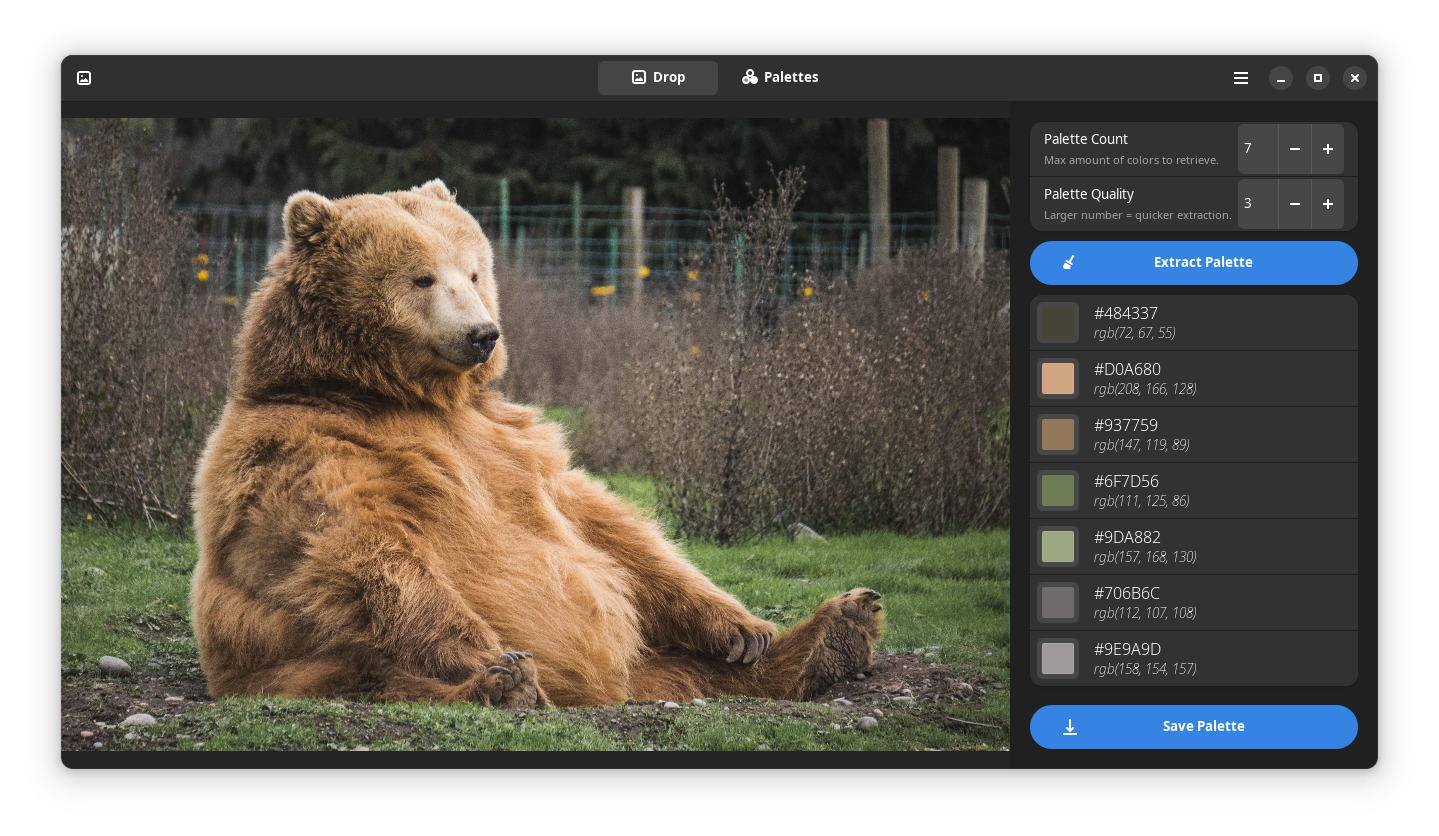 Drop
Palettes
Palette Count
Max amount of colors to retrieve.
7
Palette Quality
Larger number = quicker extraction.
3
Extract Palette
#484337
rgb(72, 67, 55)
#D0A680
rgb(208, 166, 128)
#937759
rgb(147, 119, 89)
#6F7D56
rgb(111, 125, 86)
#9DA882
rgb(157, 168, 130)
#706B6C
rgb(112, 107, 108)
#9E9A9D
rgb(158, 154, 157)
Save Palette